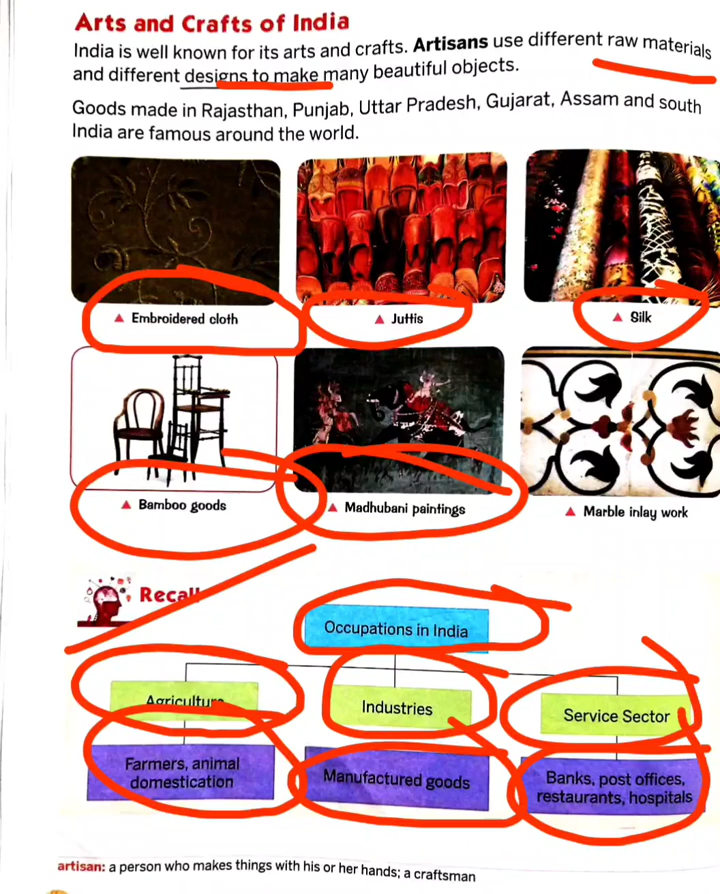 Arts and Crafts of India
India is well known for its arts and crafts. Artisans use different raw materials
and different designs to make many beautiful objects.
Goods made in Rajasthan, Punjab, Uttar Pradesh, Gujarat, Assam and south
India are famous around the world.
▲ Embroidered cloth
▲ Juttis
▲ Silk
▲ Bamboo goods
▲ Madhubani paintings
▲ Marble inlay work
Recall
Occupations in India
Agriculture
Industries
Service Sector
Farmers, animal
domestication
Manufactured goods
Banks, post offices,
restaurants, hospitals
artisan: a person who makes things with his or her hands; a craftsman